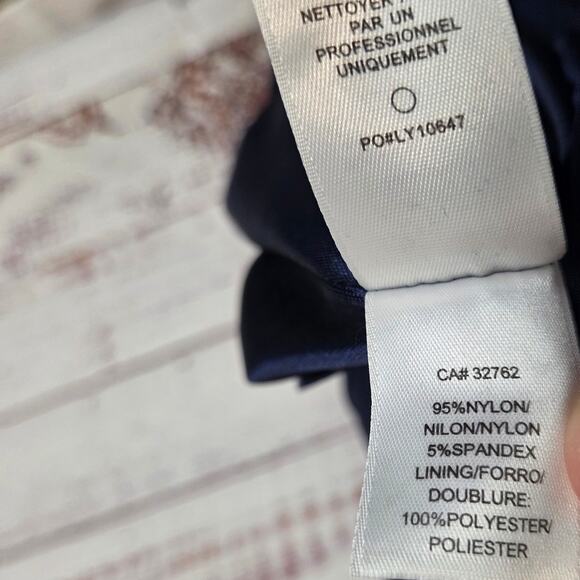 NETTOYER
PAR UN
PROFESSIONNEL
UNIQUEMENT
PO#LY10647
CA# 32762
95%NYLON/
NILON/NYLON
5%SPANDEX
LINING/FORRO/
DOUBLURE:
100%POLYESTER/
POLIESTER